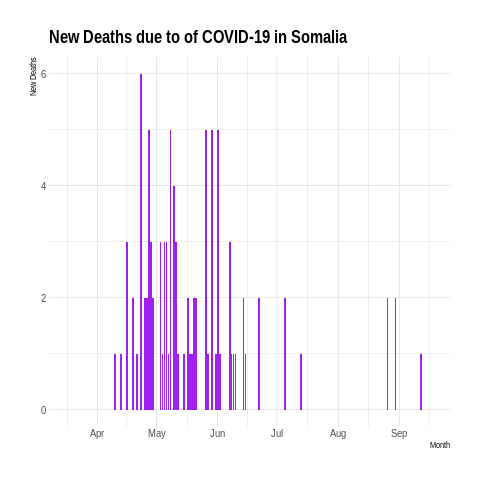 New Deaths due to of COVID-19 in Somalia
New Deaths
6
4
2
0
Apr May Jun Jul Aug Sep
Month